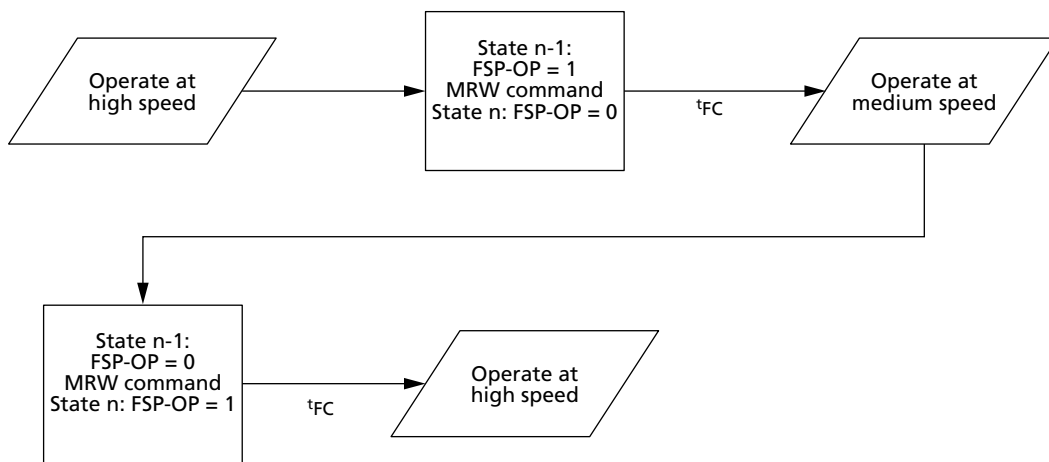 Operate at
high speed
State n-1:
FSP-OP = 1
MRW command
State n: FSP-OP = 0
tFC
Operate at
medium speed
State n-1:
FSP-OP = 0
MRW command
State n: FSP-OP = 1
tFC
Operate at
high speed